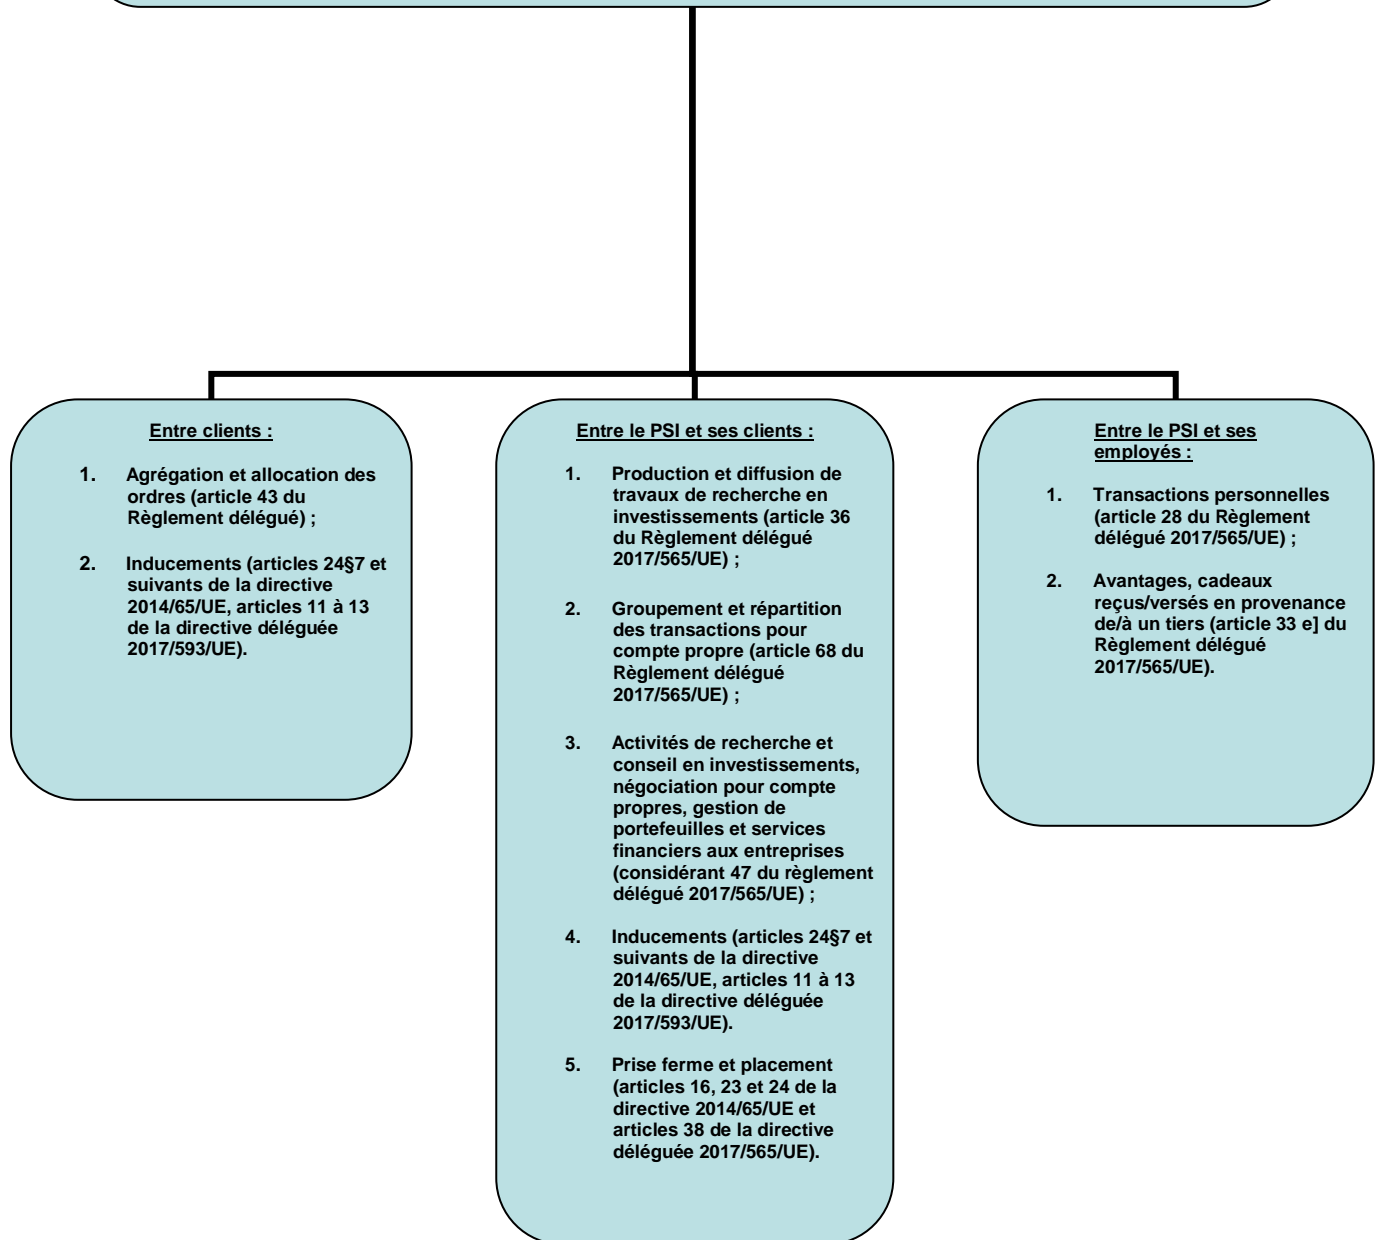 Entre clients :
1. Agrégation et allocation des
ordres (article 43 du
Règlement délégué) ;
2. Inducements (articles 24§7 et
suivants de la directive
2014/65/UE, articles 11 à 13
de la directive déléguée
2017/593/UE).
Entre le PSI et ses clients :
1. Production et diffusion de
travaux de recherche en
investissements (article 36
du Règlement délégué
2017/565/UE) ;
2. Groupement et répartition
des transactions pour
compte propre (article 68 du
Règlement délégué
2017/565/UE) ;
3. Activités de recherche et
conseil en investissements,
négociation pour compte
propres, gestion de
portefeuilles et services
financiers aux entreprises
(considérant 47 du règlement
délégué 2017/565/UE) ;
4. Inducements (articles 24§7 et
suivants de la directive
2014/65/UE, articles 11 à 13
de la directive déléguée
2017/593/UE).
5. Prise ferme et placement
(articles 16, 23 et 24 de la
directive 2014/65/UE et
articles 38 de la directive
déléguée 2017/565/UE).
Entre le PSI et ses
employés :
1. Transactions personnelles
(article 28 du Règlement
délégué 2017/565/UE) ;
2. Avantages, cadeaux
reçus/versés en provenance
de/à un tiers (article 33 e] du
Règlement délégué
2017/565/UE).